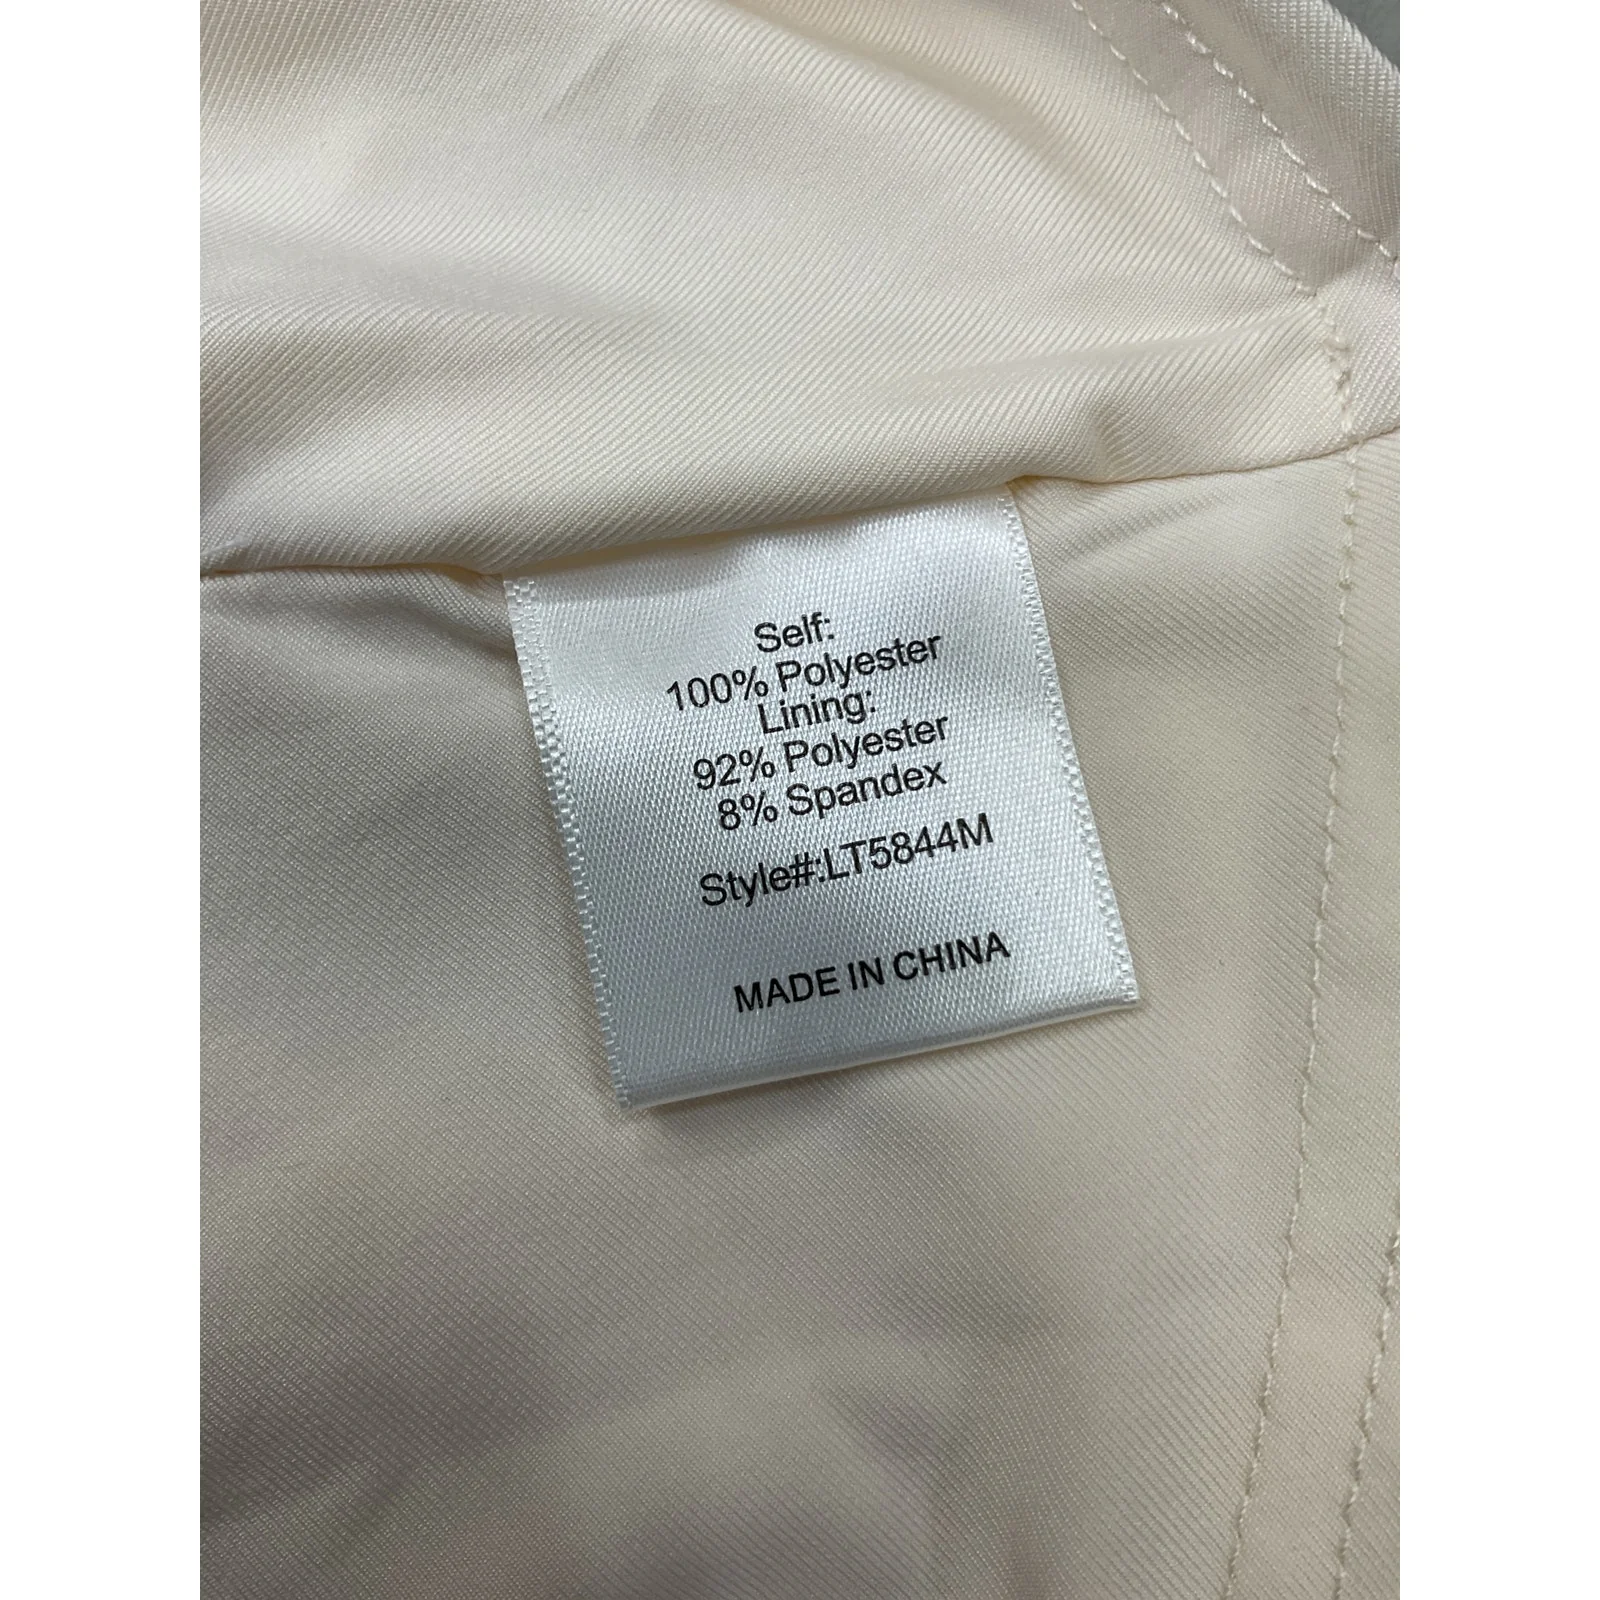 Self:
100% Polyester
Lining:
92% Polyester
8% Spandex
Style#:LT5844M
MADE IN CHINA